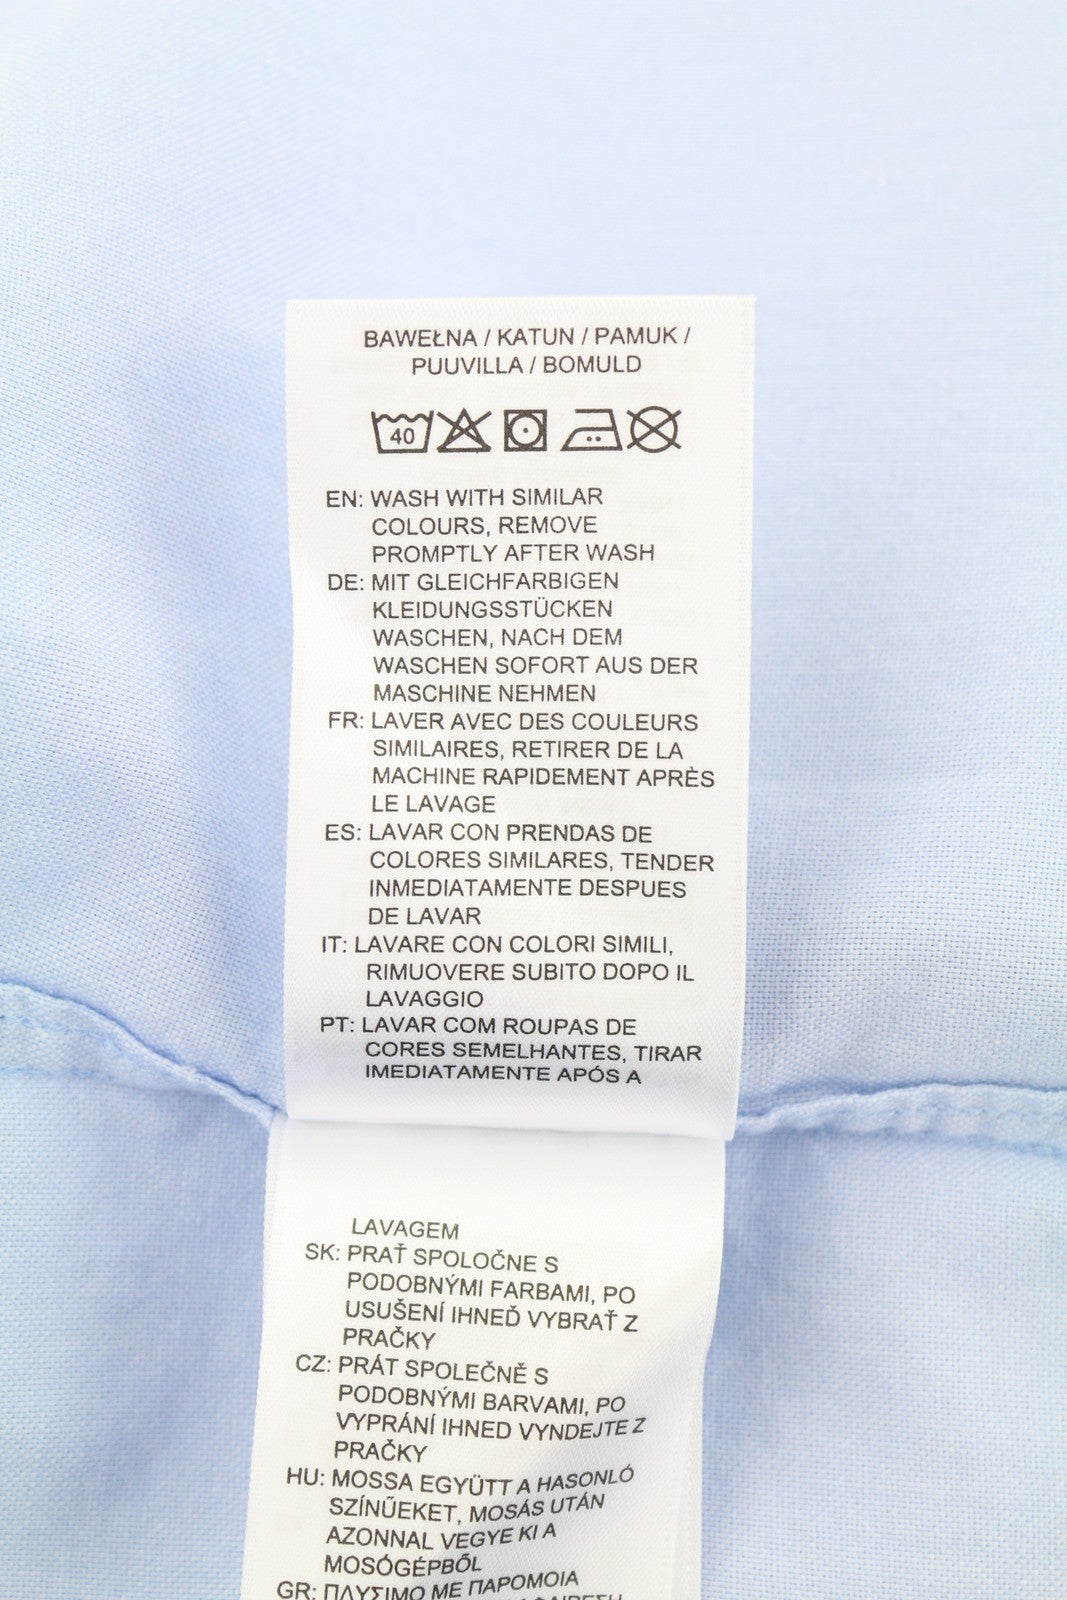 BAWEŁNA / KATUN / PAMUK /
PUUVILLA / BOMULD
40
EN: WASH WITH SIMILAR
COLOURS, REMOVE
PROMPTLY AFTER WASH
DE: MIT GLEICHFARBIGEN
KLEIDUNGSSTÜCKEN
WASCHEN, NACH DEM
WASCHEN SOFORT AUS DER
MASCHINE NEHMEN
FR: LAVER AVEC DES COULEURS
SIMILAIRES, RETIRER DE LA
MACHINE RAPIDEMENT APRÈS
LE LAVAGE
ES: LAVAR CON PRENDAS DE
COLORES SIMILARES, TENDER
INMEDIATAMENTE DESPUES
DE LAVAR
IT: LAVARE CON COLORI SIMILI,
RIMUOVERE SUBITO DOPO IL
LAVAGGIO
PT: LAVAR COM ROUPAS DE
CORES SEMELHANTES, TIRAR
IMEDIATAMENTE APÓS A
LAVAGEM
SK: PRAŤ SPOLOČNE S
PODOBNÝMI FARBAMI, PO
USUŠENÍ IHNEĎ VYBRAŤ Z
PRAČKY
CZ: PRÁT SPOLEČNĚ S
PODOBNÝMI BARVAMI, PO
VYPRÁNÍ IHNED VYNDEJTE Z
PRAČKY
HU: MOSSA EGYÜTT A HASONLÓ
SZÍNŰEKET, MOSÁS UTÁN
AZONNAL VEGYE KI A
MOSÓGÉPBŐL
GR: ΠΛΥΣΙΜΟ ΜΕ ΠΑΡΟΜΟΙΑ